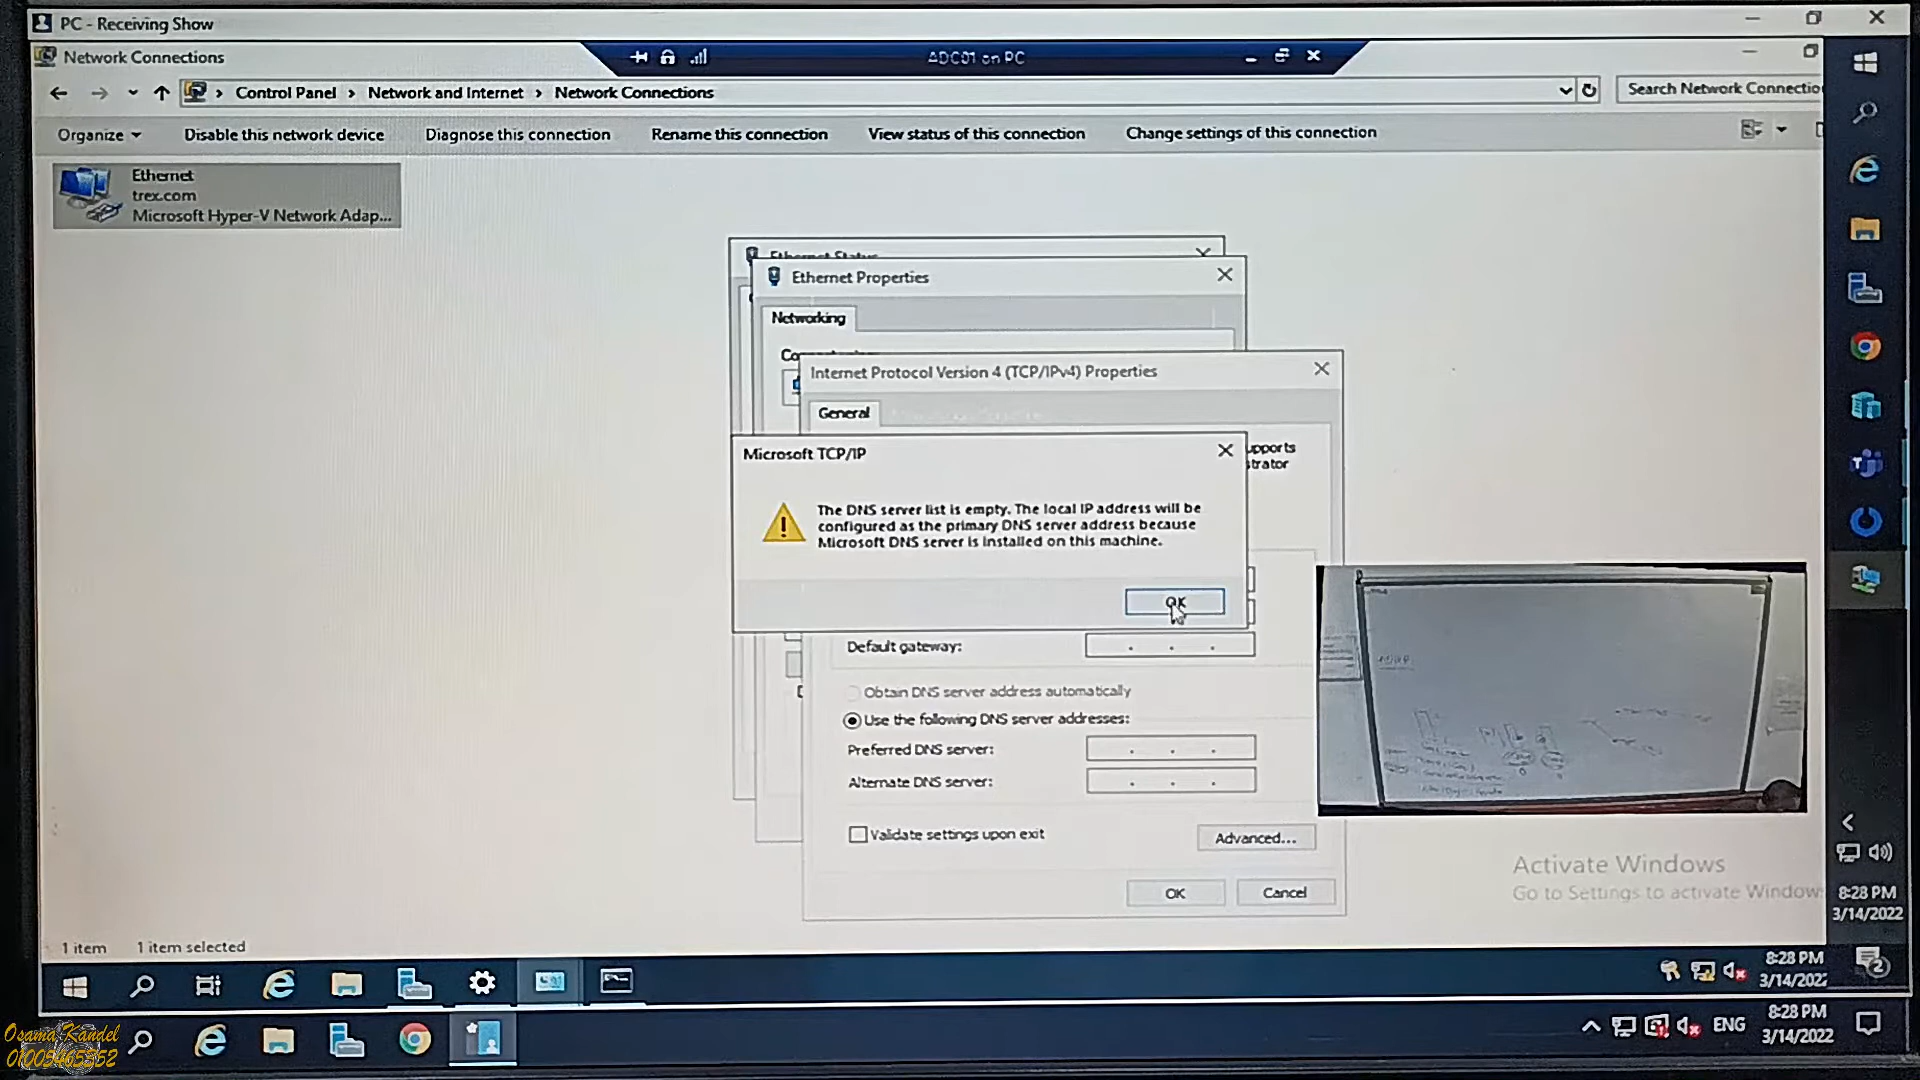 PC - Receiving Show
Network Connections
ADC01 on PC
Control Panel > Network and Internet > Network Connections
Search Network Connectio
Organize
Disable this network device
Diagnose this connection
Rename this connection
View status of this connection
Change settings of this connection
Ethernet
trex.com
Microsoft Hyper-V Network Adap...
Ethernet Status
Ethernet Properties
Networking
Internet Protocol Version 4 (TCP/IPv4) Properties
General
Microsoft TCP/IP
The DNS server list is empty. The local IP address will be
configured as the primary DNS server address because
Microsoft DNS server is installed on this machine.
OK
Default gateway:
Obtain DNS server address automatically
Use the following DNS server addresses:
Preferred DNS server:
Alternate DNS server:
Validate settings upon exit
Advanced...
OK
Cancel
Activate Windows
Go to Settings to activate Window
8:28 PM
3/14/2022
1 item
1 item selected
8:28 PM
3/14/202
2
ENG
8:28 PM
3/14/2022
Osama Kandel
01005465352